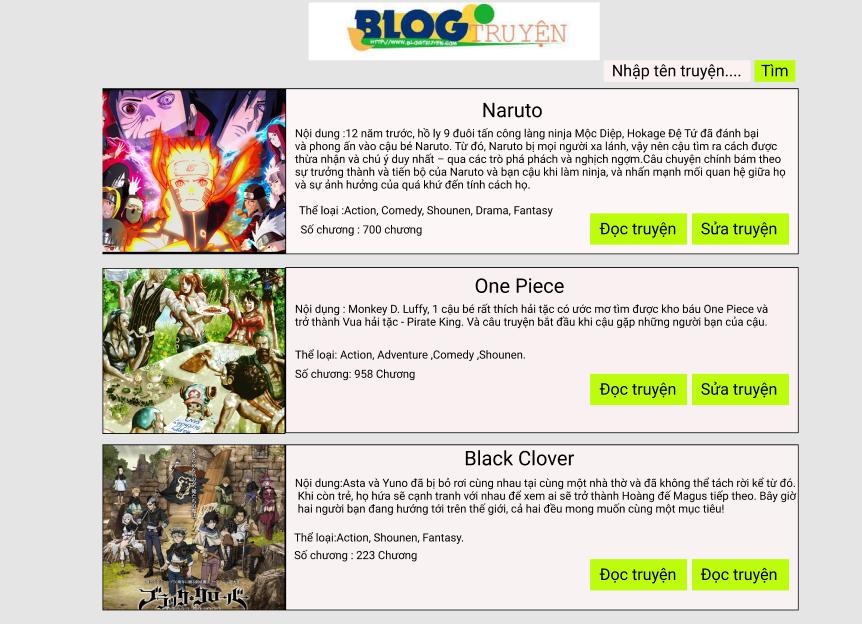 BLOG
TRUYỆN
HTTP://WWW.BLOGTRUYEN.COM
Nhập tên truyện.... Tìm
Naruto
Nội dung :12 năm trước, hồ ly 9 đuôi tấn công làng ninja Mộc Diệp, Hokage Đệ Tứ đã đánh bại
và phong ấn vào cậu bé Naruto. Từ đó, Naruto bị mọi người xa lánh, vậy nên cậu tìm ra cách được
thừa nhận và chú ý duy nhất – qua các trò phá phách và nghịch ngợm.Câu chuyện chính bám theo
sự trưởng thành và tiến bộ của Naruto và bạn cậu khi làm ninja, và nhấn mạnh mối quan hệ giữa họ
và sự ảnh hưởng của quá khứ đến tính cách họ.
Thể loại :Action, Comedy, Shounen, Drama, Fantasy
Số chương : 700 chương
Đọc truyện Sửa truyện
One Piece
Nội dung : Monkey D. Luffy, 1 cậu bé rất thích hải tặc có ước mơ tìm được kho báu One Piece và
trở thành Vua hải tặc - Pirate King. Và câu truyện bắt đầu khi cậu gặp những người bạn của cậu.
Thể loại: Action, Adventure ,Comedy ,Shounen.
Số chương: 958 Chương
Đọc truyện Sửa truyện
Black Clover
Nội dung:Asta và Yuno đã bị bỏ rơi cùng nhau tại cùng một nhà thờ và đã không thể tách rời kể từ đó.
Khi còn trẻ, họ hứa sẽ cạnh tranh với nhau để xem ai sẽ trở thành Hoàng đế Magus tiếp theo. Bây giờ
hai người bạn đang hướng tới trên thế giới, cả hai đều mong muốn cùng một mục tiêu!
Thể loại:Action, Shounen, Fantasy.
Số chương : 223 Chương
Đọc truyện Đọc truyện
ブラッククローバー